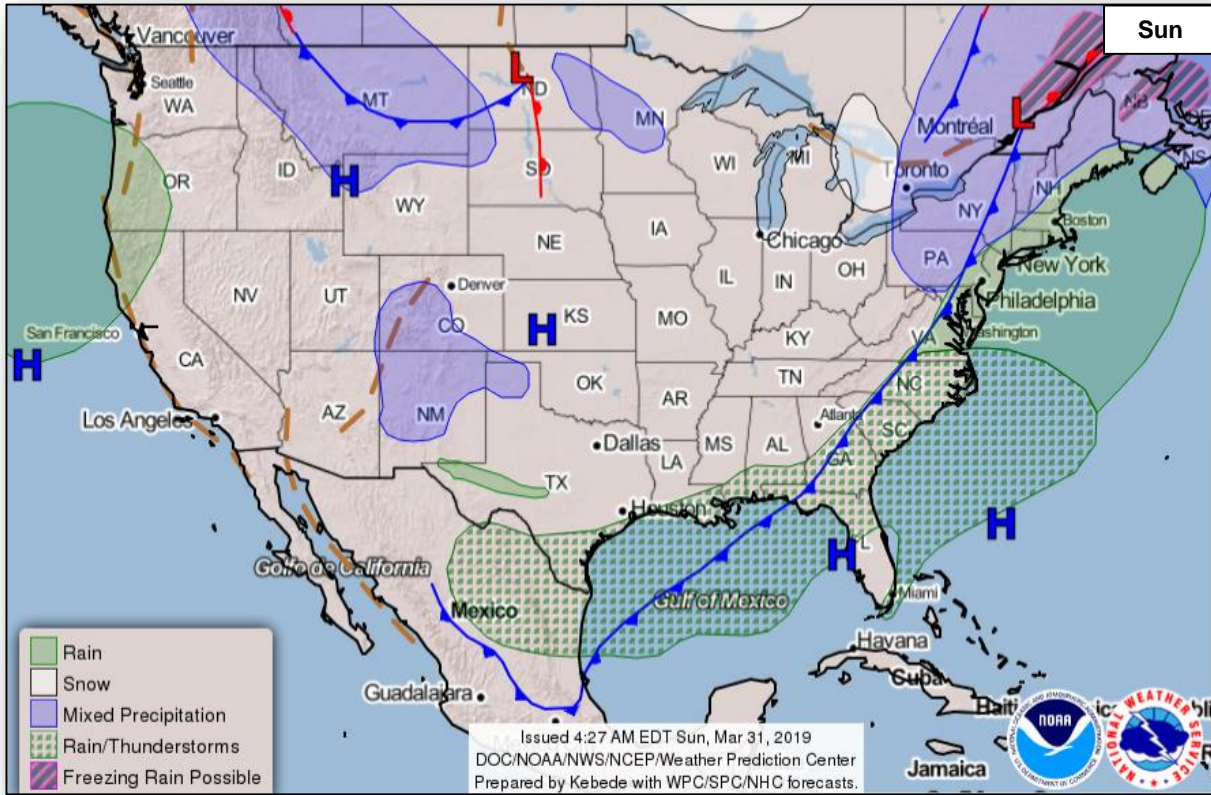 Sun
Vancouver
Seattle
WA
MT
ND
MN
Montréal
NB
NS
OR
ID
WY
SD
WI
MI
Toronto
NY
NH
Boston
NE
IA
Chicago
PA
New York
NV
UT
Denver
CO
KS
IL
IN
OH
Philadelphia
San Francisco
CA
MO
KY
VA
Washington
Los Angeles
AZ
NM
OK
AR
TN
NC
Dallas
MS
AL
Atlanta
SC
TX
LA
GA
Houston
Golfo de California
Mexico
Gulf of Mexico
Miami
Havana
Cuba
Guadalajara
Jamaica
H
H
H
H
H
L
L
Rain
Snow
Mixed Precipitation
Rain/Thunderstorms
Freezing Rain Possible
Issued 4:27 AM EDT Sun, Mar 31, 2019
DOC/NOAA/NWS/NCEP/Weather Prediction Center
Prepared by Kebede with WPC/SPC/NHC forecasts.
NOAA
NATIONAL WEATHER SERVICE